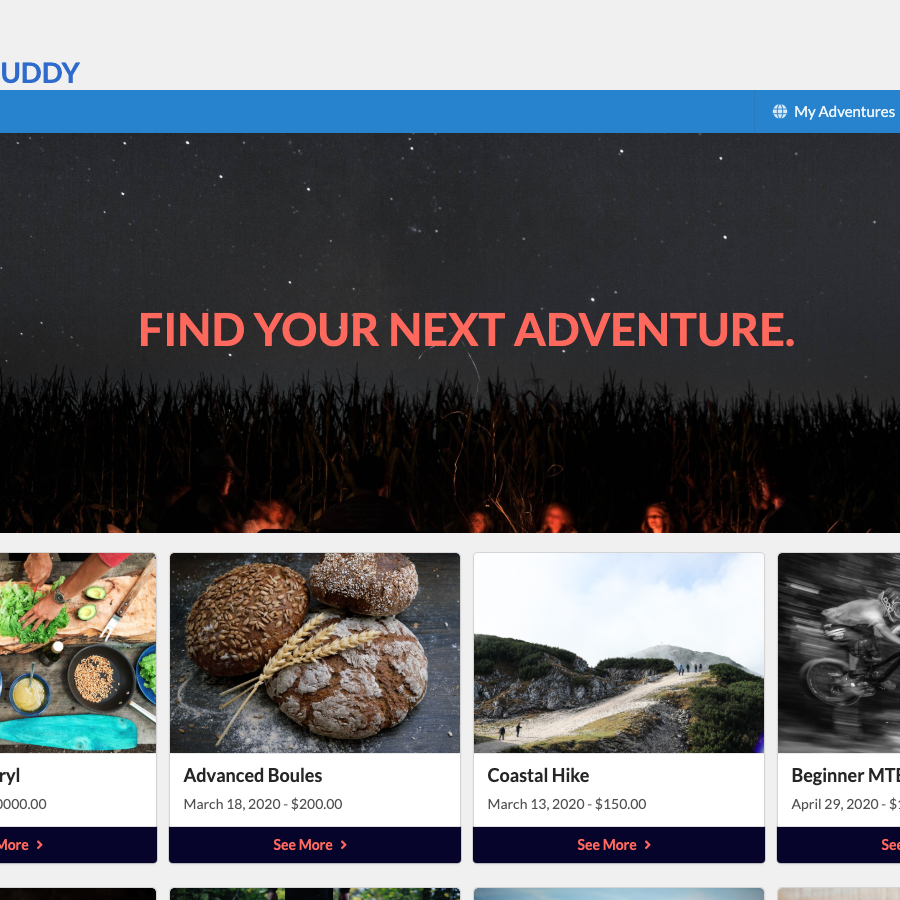 UDDY
My Adventures
FIND YOUR NEXT ADVENTURE.
ryl
0000.00
More
Advanced Boules
March 18, 2020 - $200.00
See More
Coastal Hike
March 13, 2020 - $150.00
See More
Beginner MTB
April 29, 2020 - $1
See